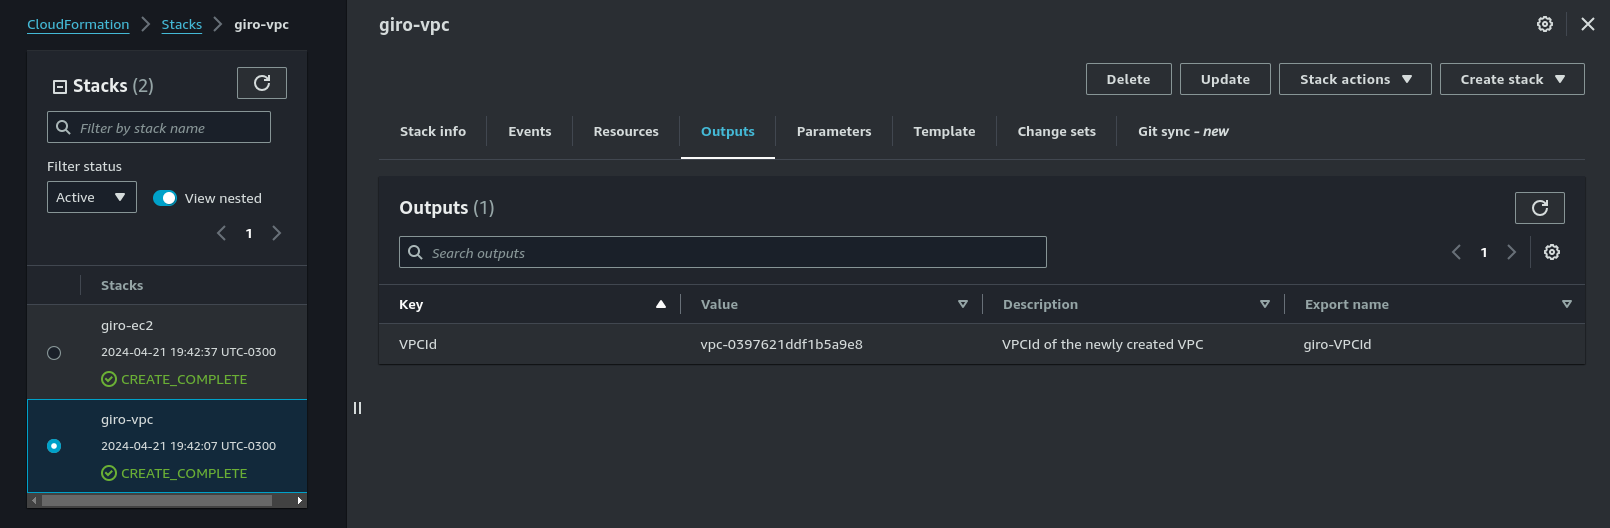 CloudFormation > Stacks > giro-vpc
Stacks (2)
Filter by stack name
Filter status
Active
View nested
1
Stacks
giro-ec2
2024-04-21 19:42:37 UTC-0300
CREATE_COMPLETE
giro-vpc
2024-04-21 19:42:07 UTC-0300
CREATE_COMPLETE
giro-vpc
Delete Update Stack actions Create stack
Stack info Events Resources Outputs Parameters Template Change sets Git sync - new
Outputs (1)
Search outputs
1
Key Value Description Export name
VPCId vpc-0397621ddf1b5a9e8 VPCId of the newly created VPC giro-VPCId